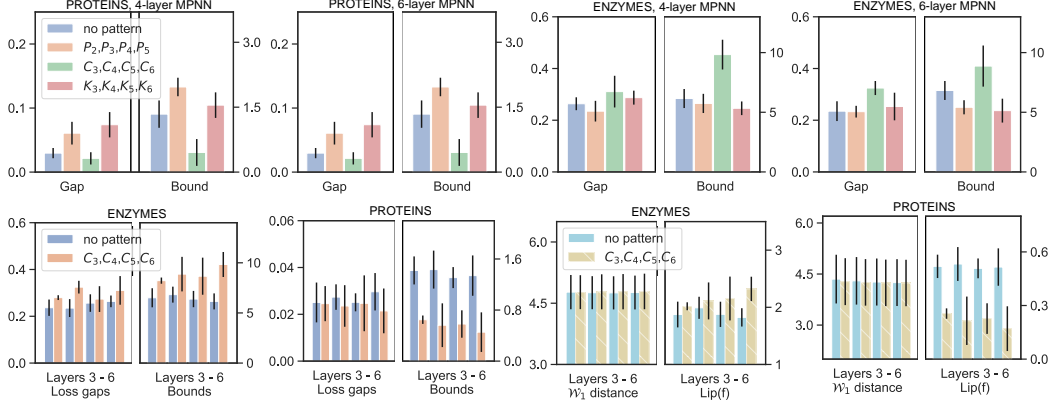 PROTEINS, 4-layer MPNN
0.2
0.1
0.0
3.0
1.5
0.0
no pattern
P₂,P₃,P₄,P₅
C₃,C₄,C₅,C₆
K₃,K₄,K₅,K₆
Gap
Bound
PROTEINS, 6-layer MPNN
0.2
0.1
0.0
3.0
1.5
0.0
Gap
Bound
ENZYMES, 4-layer MPNN
0.6
0.4
0.2
0.0
10
5
0
Gap
Bound
ENZYMES, 6-layer MPNN
0.6
0.4
0.2
0.0
10
5
0
Gap
Bound
ENZYMES
0.6
0.4
0.2
0.0
10
5
0
no pattern
C₃,C₄,C₅,C₆
Layers 3 - 6
Loss gaps
Layers 3 - 6
Bounds
PROTEINS
0.06
0.04
0.02
0.00
1.6
0.8
0.0
Layers 3 - 6
Loss gaps
Layers 3 - 6
Bounds
ENZYMES
6.0
4.5
3.0
3
2
1
no pattern
C₃,C₄,C₅,C₆
Layers 3 - 6
𝒲₁ distance
Layers 3 - 6
Lip(f)
PROTEINS
6.0
4.5
3.0
0.6
0.3
0.0
Layers 3 - 6
𝒲₁ distance
Layers 3 - 6
Lip(f)